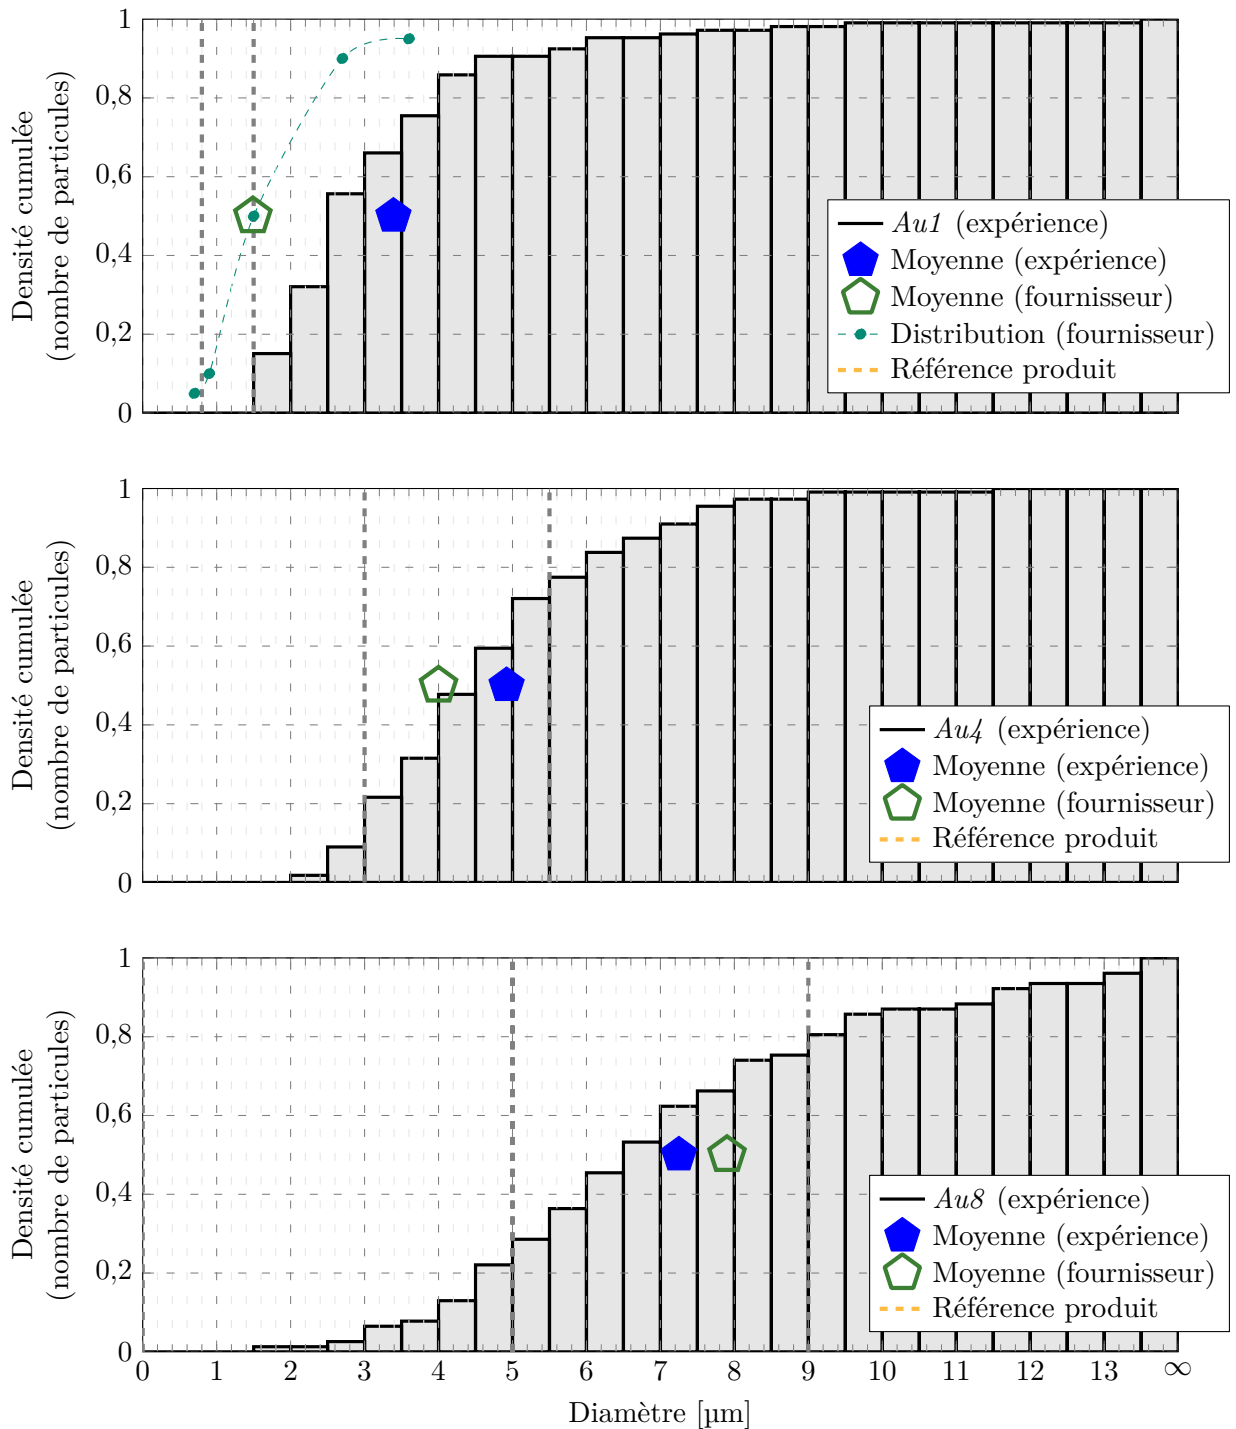 1
0,8
0,6
0,4
0,2
0
Densité cumulée
(nombre de particules)
Au1 (expérience)
Moyenne (expérience)
Moyenne (fournisseur)
Distribution (fournisseur)
Référence produit
1
0,8
0,6
0,4
0,2
0
Densité cumulée
(nombre de particules)
Au4 (expérience)
Moyenne (expérience)
Moyenne (fournisseur)
Référence produit
1
0,8
0,6
0,4
0,2
0
Densité cumulée
(nombre de particules)
Au8 (expérience)
Moyenne (expérience)
Moyenne (fournisseur)
Référence produit
0 1 2 3 4 5 6 7 8 9 10 11 12 13 ∞
Diamètre [µm]